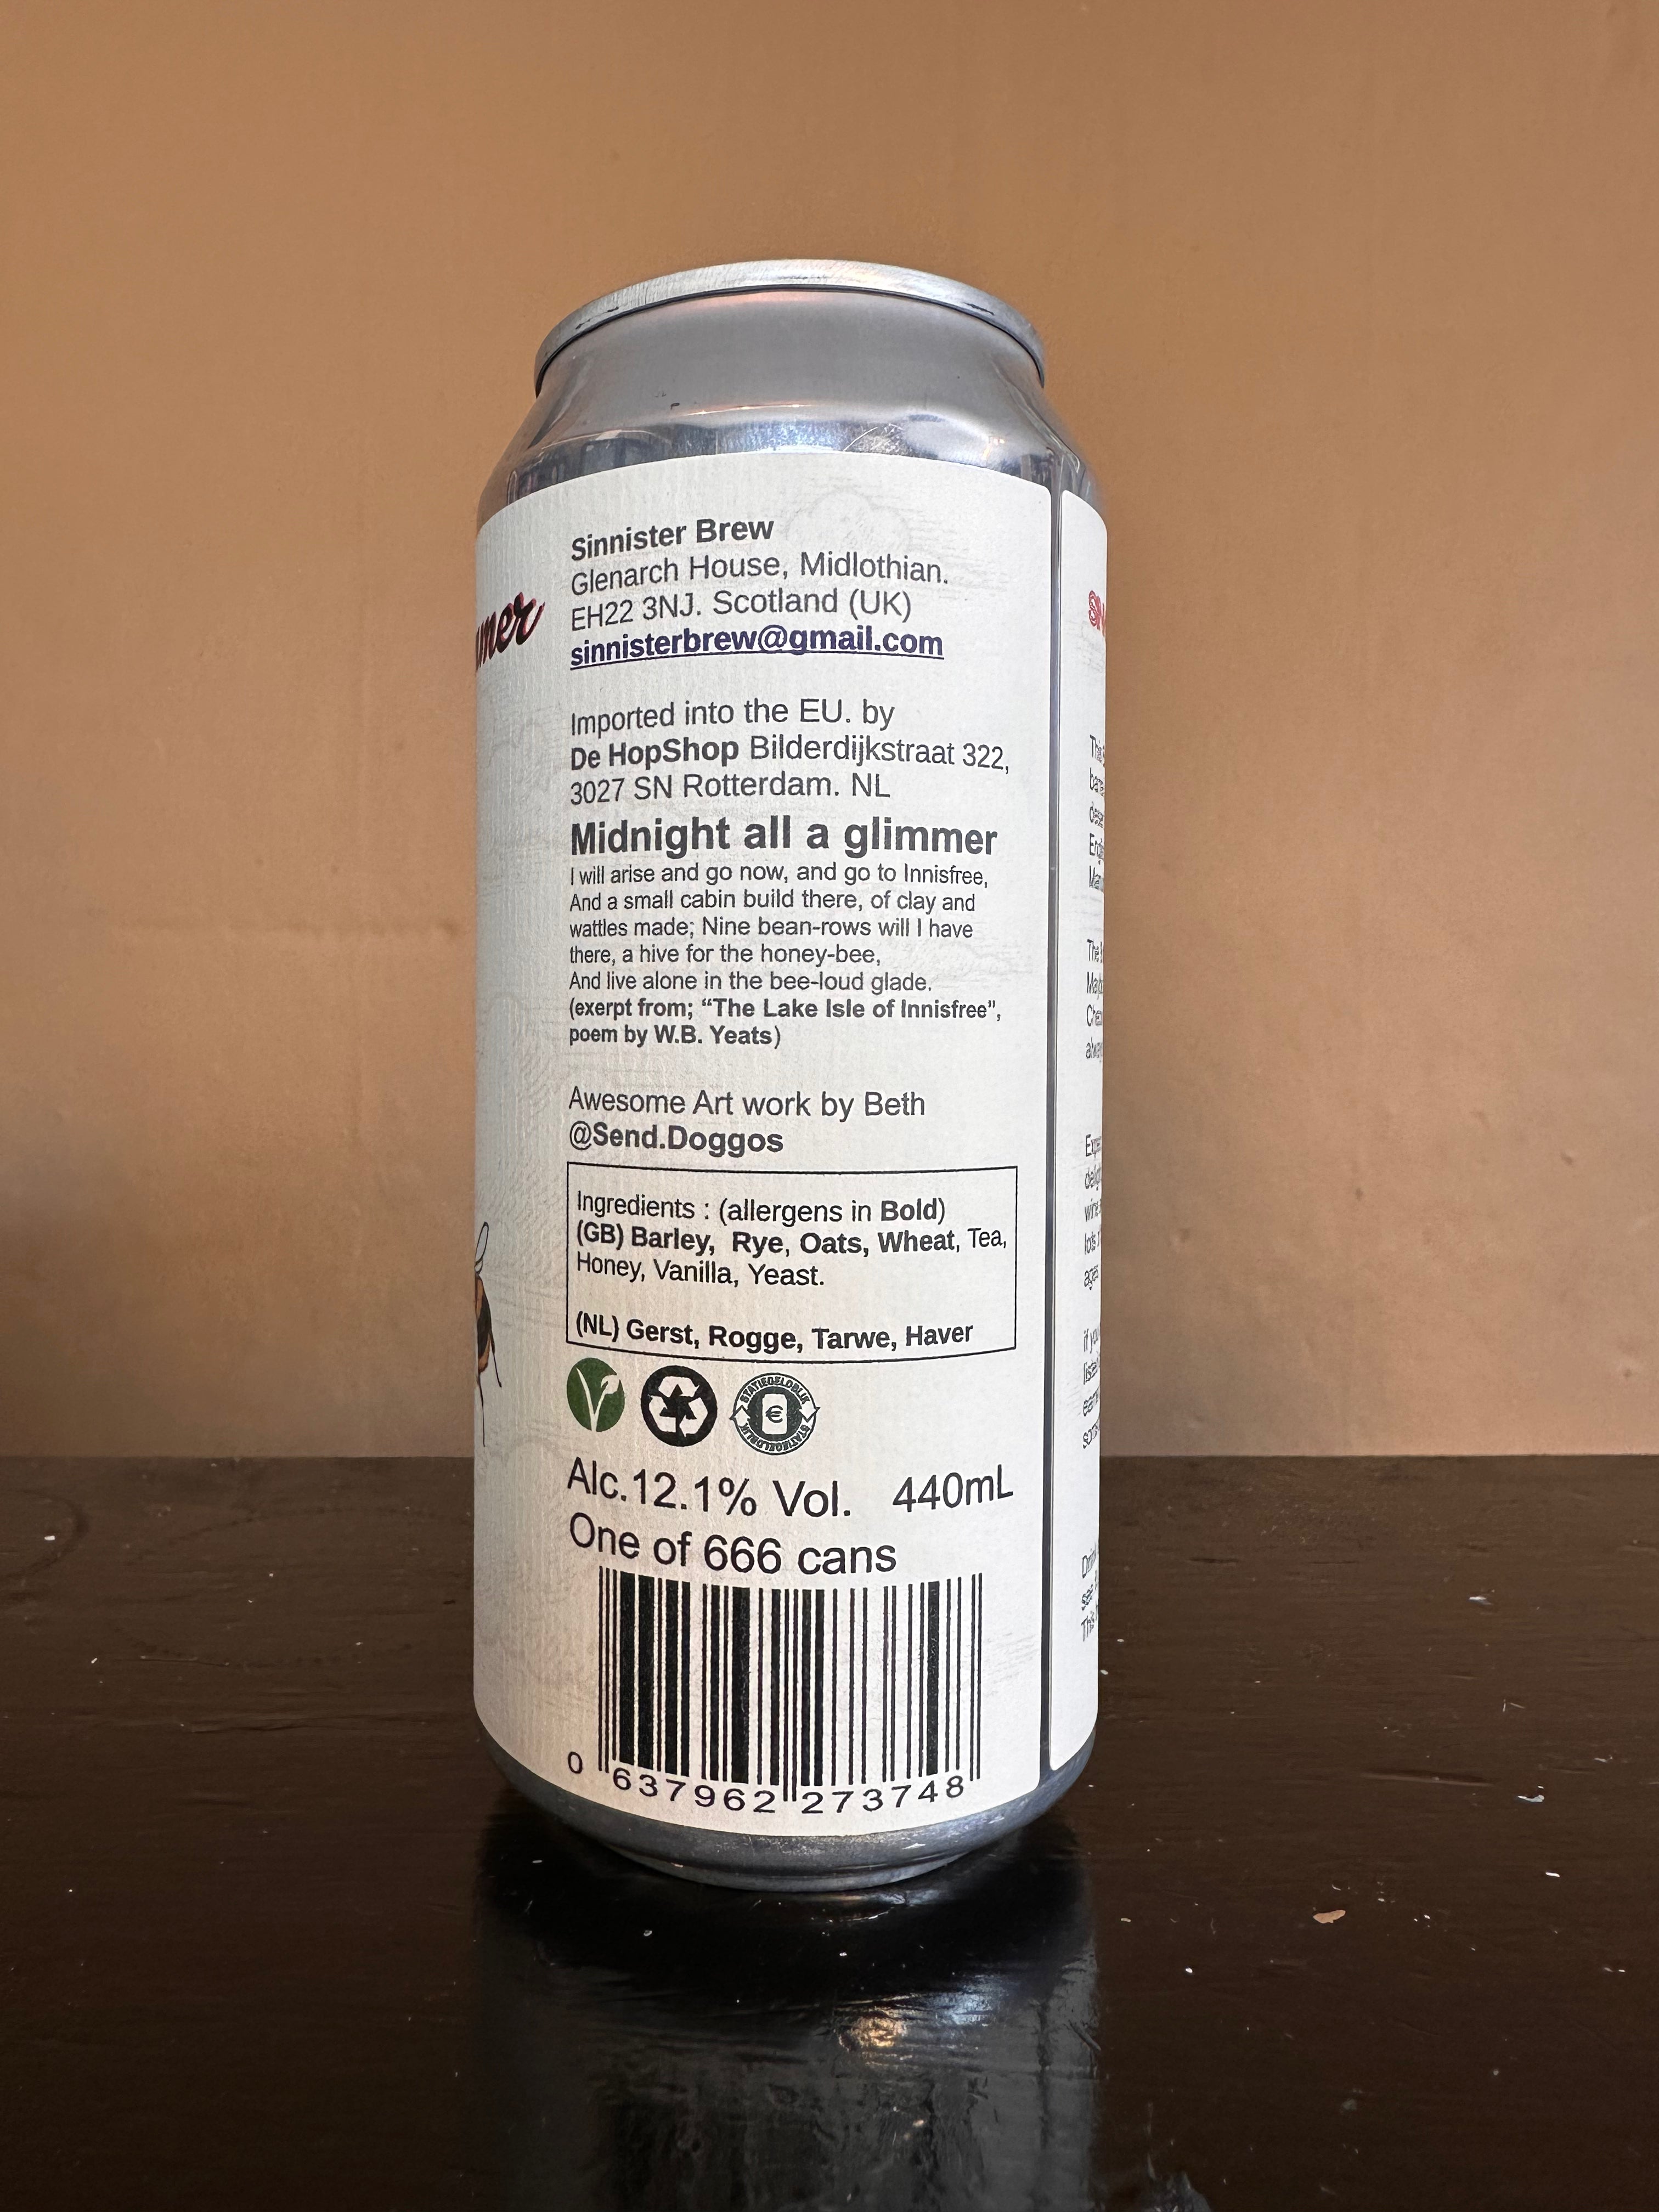 Sinnister Brew
Glenarch House, Midlothian.
EH22 3NJ. Scotland (UK)
sinnisterbrew@gmail.com
Imported into the EU. by
De HopShop Bilderdijkstraat 322,
3027 SN Rotterdam. NL
Midnight all a glimmer
I will arise and go now, and go to Innisfree,
And a small cabin build there, of clay and
wattles made; Nine bean-rows will I have
there, a hive for the honey-bee,
And live alone in the bee-loud glade.
(exerpt from; “The Lake Isle of Innisfree”,
poem by W.B. Yeats)
Awesome Art work by Beth
@Send.Doggos
Ingredients : (allergens in Bold)
(GB) Barley, Rye, Oats, Wheat, Tea,
Honey, Vanilla, Yeast.
(NL) Gerst, Rogge, Tarwe, Haver
STATIEGELDBLIK STATIEGELDBLIK
€
Alc.12.1% Vol. 440mL
One of 666 cans
0 637962 273748